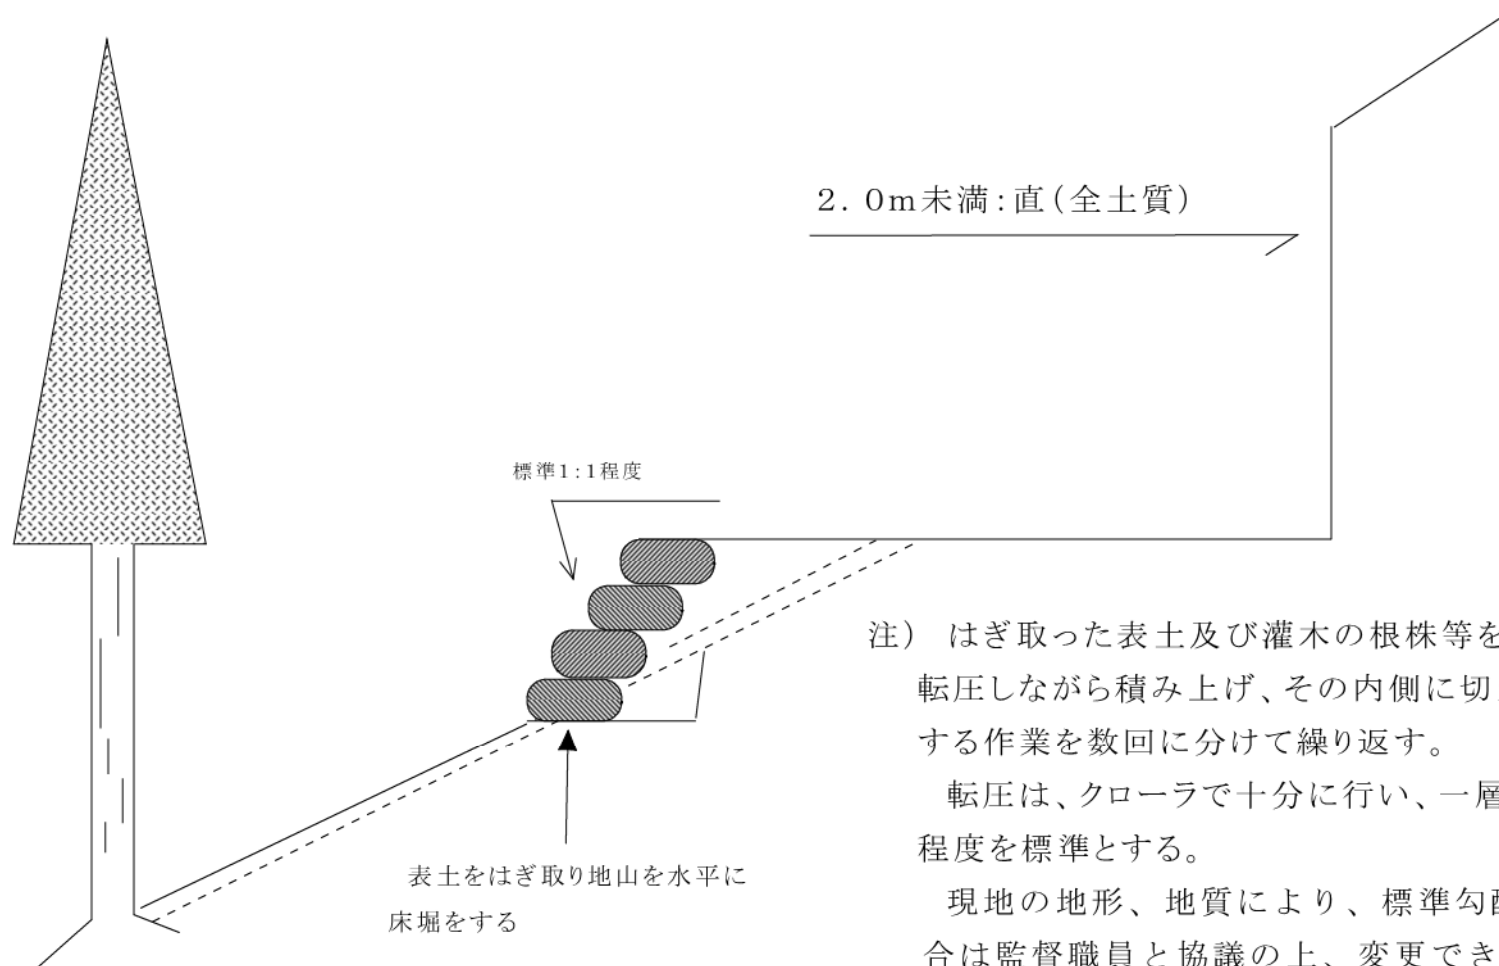 2．0m未満：直（全土質）
標準1：1程度
注） はぎ取った表土及び灌木の根株等を
転圧しながら積み上げ、その内側に切
する作業を数回に分けて繰り返す。
転圧は、クローラで十分に行い、一層
程度を標準とする。
表土をはぎ取り地山を水平に
床堀をする
現地の地形、地質により、標準勾
合は監督職員と協議の上、変更でき